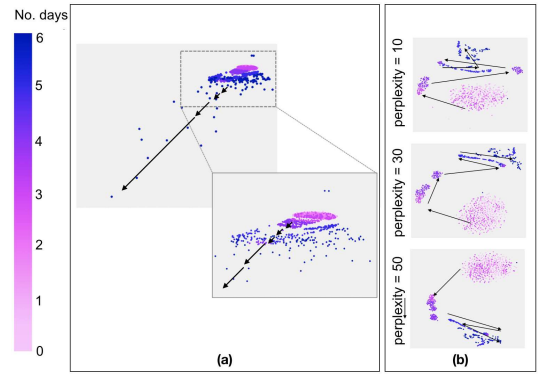 No. days
6
5
4
3
2
1
0
perplexity = 10
perplexity = 30
perplexity = 50
(a)
(b)